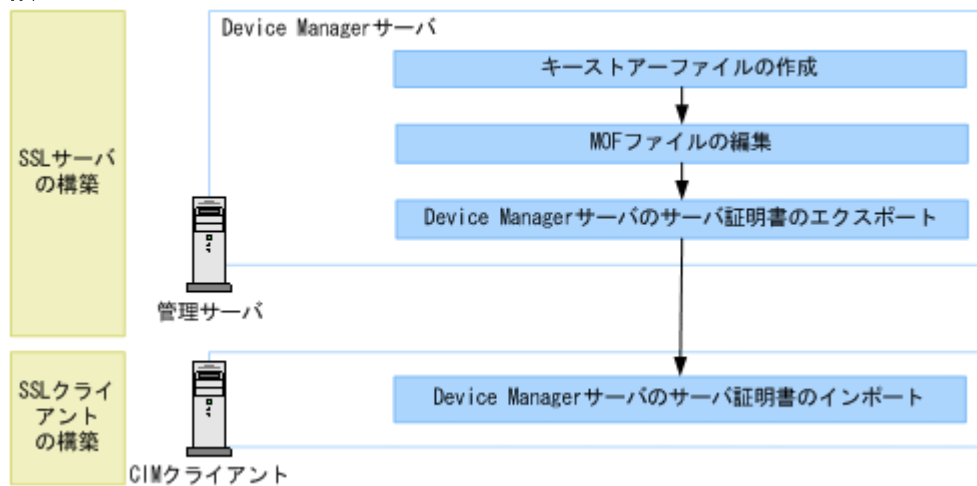 Device Managerサーバ
キーストアーファイルの作成
MOFファイルの編集
SSLサーバ
の構築
Device Managerサーバのサーバ証明書のエクスポート
管理サーバ
SSLクライ
アント
の構築
Device Managerサーバのサーバ証明書のインポート
CIMクライアント